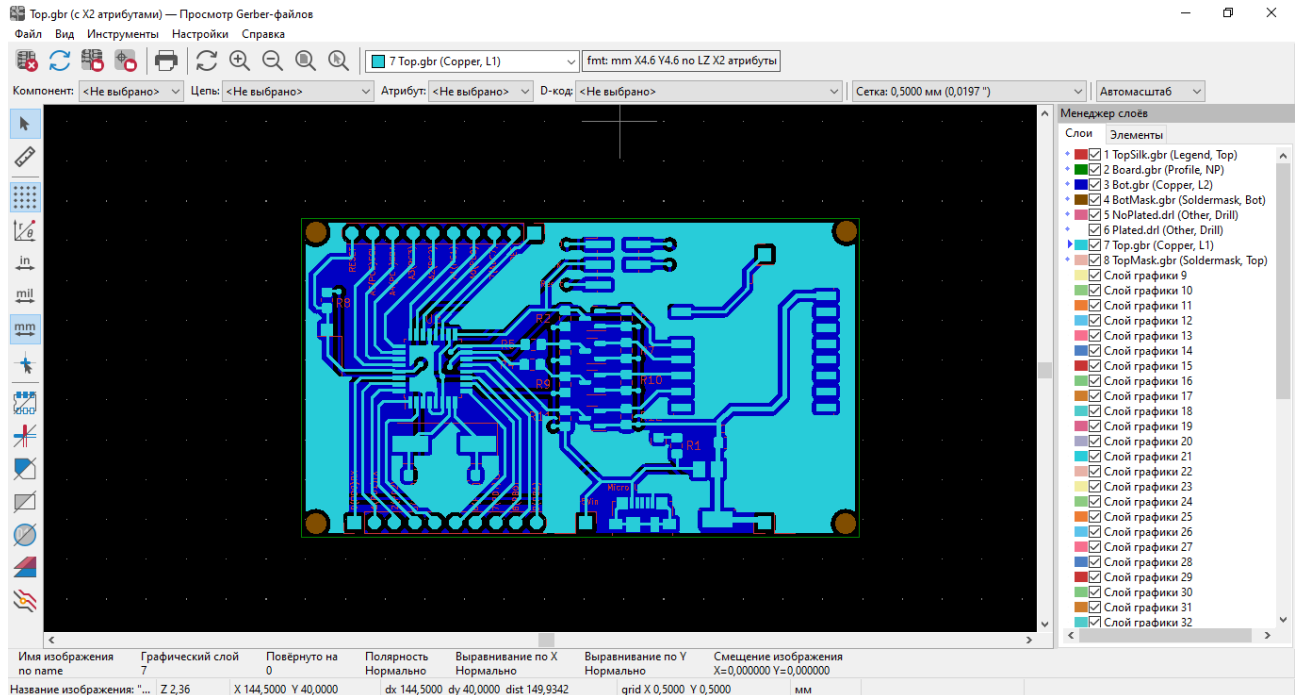 Top.gbr (с X2 атрибутами) — Просмотр Gerber-файлов
Файл Вид Инструменты Настройки Справка
7 Top.gbr (Copper, L1) fmt: mm X4.6 Y4.6 no LZ X2 атрибуты
Компонент: <Не выбрано> Цепь: <Не выбрано> Атрибут: <Не выбрано> D-код: <Не выбрано> Сетка: 0,5000 мм (0,0197 ") Автомасштаб
Менеджер слоёв
Слои Элементы
1 TopSilk.gbr (Legend, Top)
2 Board.gbr (Profile, NP)
3 Bot.gbr (Copper, L2)
4 BotMask.gbr (Soldermask, Bot)
5 NoPlated.drl (Other, Drill)
6 Plated.drl (Other, Drill)
7 Top.gbr (Copper, L1)
8 TopMask.gbr (Soldermask, Top)
Слой графики 9
Слой графики 10
Слой графики 11
Слой графики 12
Слой графики 13
Слой графики 14
Слой графики 15
Слой графики 16
Слой графики 17
Слой графики 18
Слой графики 19
Слой графики 20
Слой графики 21
Слой графики 22
Слой графики 23
Слой графики 24
Слой графики 25
Слой графики 26
Слой графики 27
Слой графики 28
Слой графики 29
Слой графики 30
Слой графики 31
Слой графики 32
in
mil
mm
R8
R2
R9
R10
R1
Micro
Имя изображения Графический слой Повёрнуто на Полярность Выравнивание по X Выравнивание по Y Смещение изображения
no name 7 0 Нормально Нормально Нормально X=0,000000 Y=0,000000
Название изображения: "... Z 2,36 X 144,5000 Y 40,0000 dx 144,5000 dy 40,0000 dist 149,9342 grid X 0,5000 Y 0,5000 мм